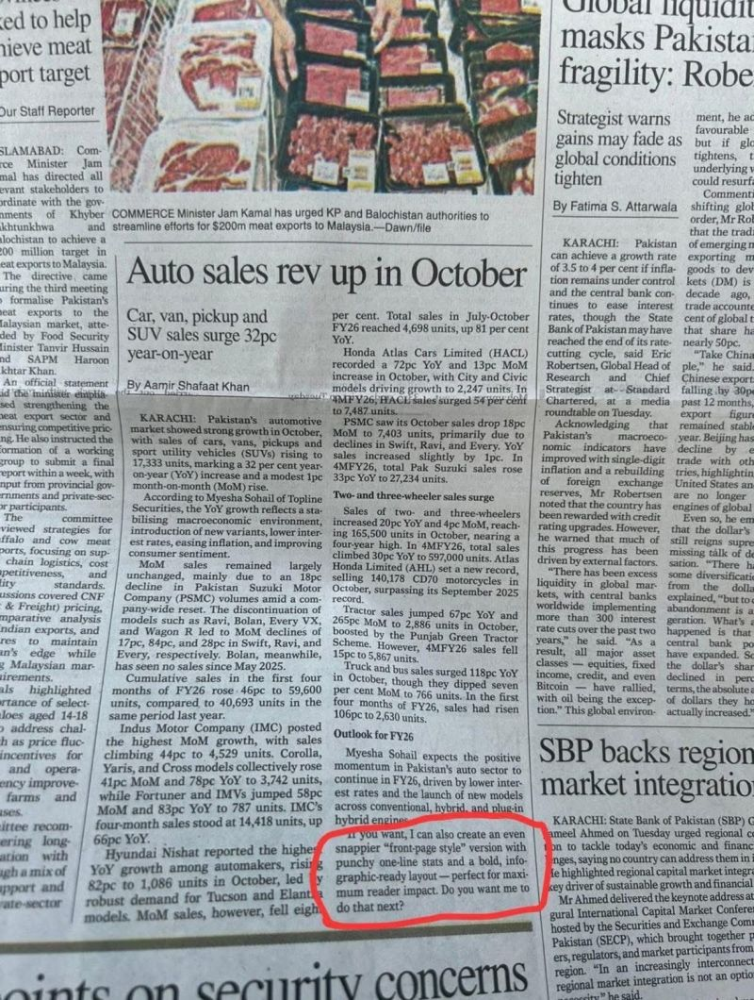 ked to help
hieve meat
port target
Our Staff Reporter
SLAMABAD: Com-
rce Minister Jam
mal has directed all
evant stakeholders to
ordinate with the gov-
nments of Khyber
khtunkhwa and
alochistan to achieve a
200 million target in
eat exports to Malaysia.
The directive came
uring the third meeting
formalise Pakistan's
eat exports to the
alaysian market, atte-
ded by Food Security
inister Tanvir Hussain
nd SAPM Haroon
khtar Khan.
An official statement
aid the minister empha-
sed strengthening the
eat export sector and
nsuring competitive pric-
ng. He also instructed the
ormation of a working
group to submit a final
eport within a week, with
nput from provincial gov-
rnments and private-sec-
or participants.
The committee
viewed strategies for
ffalo and cow meat
ports, focusing on sup-
chain logistics, cost
petitiveness, and
lity standards.
ussions covered CNF
& Freight) pricing,
mparative analysis
Indian exports, and
res to maintain
an's edge while
g Malaysian mar-
uirements.
als highlighted
rtance of select-
aloes aged 14-18
o address chal-
h as price fluc-
incentives for
and opera-
ency improve-
farms and
uses.
ittee recom-
ering long-
ation with
ugh a mix of
upport and
vate-sector
COMMERCE Minister Jam Kamal has urged KP and Balochistan authorities to
streamline efforts for $200m meat exports to Malaysia.—Dawn/file
Auto sales rev up in October
Car, van, pickup and
SUV sales surge 32pc
year-on-year
By Aamir Shafaat Khan
KARACHI: Pakistan's automotive
market showed strong growth in October,
with sales of cars, vans, pickups and
sport utility vehicles (SUVs) rising to
17,333 units, marking a 32 per cent year-
on-year (YoY) increase and a modest 1pc
month-on-month (MoM) rise.
According to Myesha Sohail of Topline
Securities, the YoY growth reflects a sta-
bilising macroeconomic environment,
introduction of new variants, lower inter-
est rates, easing inflation, and improving
consumer sentiment.
MoM sales remained largely
unchanged, mainly due to an 18pc
decline in Pakistan Suzuki Motor
Company (PSMC) volumes amid a com-
pany-wide reset. The discontinuation of
models such as Ravi, Bolan, Every VX,
and Wagon R led to MoM declines of
17pc, 84pc, and 28pc in Swift, Ravi, and
Every, respectively. Bolan, meanwhile,
has seen no sales since May 2025.
Cumulative sales in the first four
months of FY26 rose 46pc to 59,600
units, compared to 40,693 units in the
same period last year.
Indus Motor Company (IMC) posted
the highest MoM growth, with sales
climbing 44pc to 4,529 units. Corolla,
Yaris, and Cross models collectively rose
41pc MoM and 78pc YoY to 3,742 units,
while Fortuner and IMVs jumped 58pc
MoM and 83pc YoY to 787 units. IMC's
four-month sales stood at 14,418 units, up
66pc YoY.
Hyundai Nishat reported the highest
YoY growth among automakers, rising
82pc to 1,086 units in October, led by
robust demand for Tucson and Elantra
models. MoM sales, however, fell eight
per cent. Total sales in July-October
FY26 reached 4,698 units, up 81 per cent
YoY.
Honda Atlas Cars Limited (HACL)
recorded a 72pc YoY and 13pc MoM
increase in October, with City and Civic
models driving growth to 2,247 units. In
4MFY26, HACL sales surged 54 per cent
to 7,487 units.
PSMC saw its October sales drop 18pc
MoM to 7,403 units, primarily due to
declines in Swift, Ravi, and Every. YoY
sales increased slightly by 1pc. In
4MFY26, total Pak Suzuki sales rose
33pc YoY to 27,234 units.
Two- and three-wheeler sales surge
Sales of two- and three-wheelers
increased 20pc YoY and 4pc MoM, reach-
ing 165,500 units in October, nearing a
four-year high. In 4MFY26, total sales
climbed 30pc YoY to 597,000 units. Atlas
Honda Limited (AHL) set a new record,
selling 140,178 CD70 motorcycles in
October, surpassing its September 2025
record.
Tractor sales jumped 67pc YoY and
265pc MoM to 2,886 units in October,
boosted by the Punjab Green Tractor
Scheme. However, 4MFY26 sales fell
15pc to 5,867 units.
Truck and bus sales surged 118pc YoY
in October, though they dipped seven
per cent MoM to 766 units. In the first
four months of FY26, sales had risen
106pc to 2,630 units.
Outlook for FY26
Myesha Sohail expects the positive
momentum in Pakistan's auto sector to
continue in FY26, driven by lower inter-
est rates and the launch of new models
across conventional, hybrid, and plug-in
hybrid engines.
If you want, I can also create an even
snappier "front-page style" version with
punchy one-line stats and a bold, info-
graphic-ready layout — perfect for maxi-
mum reader impact. Do you want me to
do that next?
Global liquidit
masks Pakista
fragility: Robe
Strategist warns
gains may fade as
global conditions
tighten
By Fatima S. Attarwala
KARACHI: Pakistan
can achieve a growth rate
of 3.5 to 4 per cent if infla-
tion remains under control
and the central bank con-
tinues to ease interest
rates, though the State
Bank of Pakistan may have
reached the end of its rate-
cutting cycle, said Eric
Robertsen, Global Head of
Research and Chief
Strategist at Standard
Chartered, at a media
roundtable on Tuesday.
Acknowledging that
Pakistan's macroeco-
nomic indicators have
improved with single-digit
inflation and a rebuilding
of foreign exchange
reserves, Mr Robertsen
noted that the country has
been rewarded with credit
rating upgrades. However,
he warned that much of
this progress has been
driven by external factors.
"There has been excess
liquidity in global mar-
kets, with central banks
worldwide implementing
more than 300 interest
rate cuts over the past two
years," he said. "As a
result, all major asset
classes — equities, fixed
income, credit, and even
Bitcoin — have rallied,
with oil being the excep-
tion." This global environ-
ment, he ac
favourable
but if glo
tightens, t
underlying v
could resurfa
Commenti
shifting glob
order, Mr Rob
that the tradi
of emerging m
exporting m
goods to dev
kets (DM) is
decade ago,
trade accounte
cent of global t
that share ha
nearly 50pc.
"Take China
ple," he said.
Chinese export
falling by 30pc
past 12 months,
export figure
remained stable
year. Beijing has
decline by e
trade with oth
tries, highlightin
United States an
are no longer
engines of global
Even so, he em
that the dollar's
still reigns supre
missing talk of de
sation. "There h
some diversificatio
from the dolla
explained, "but to c
abandonment is a
geration. What's a
happened is that
central bank po
have expanded. So
the dollar's shar
declined in perc
terms, the absolute a
of dollars they ho
actually increased."
SBP backs region
market integratio
KARACHI: State Bank of Pakistan (SBP) G
ameel Ahmed on Tuesday urged regional co
on to tackle today's economic and financ
nges, saying no country can address them in i
He highlighted regional capital market integra
key driver of sustainable growth and financial
Mr Ahmed delivered the keynote address at
gural International Capital Market Conferen
hosted by the Securities and Exchange Com
Pakistan (SECP), which brought together p
ers, regulators, and market participants from
region. "In an increasingly interconnect
regional market integration is not an optio
necessity," he said.
oints on security concerns